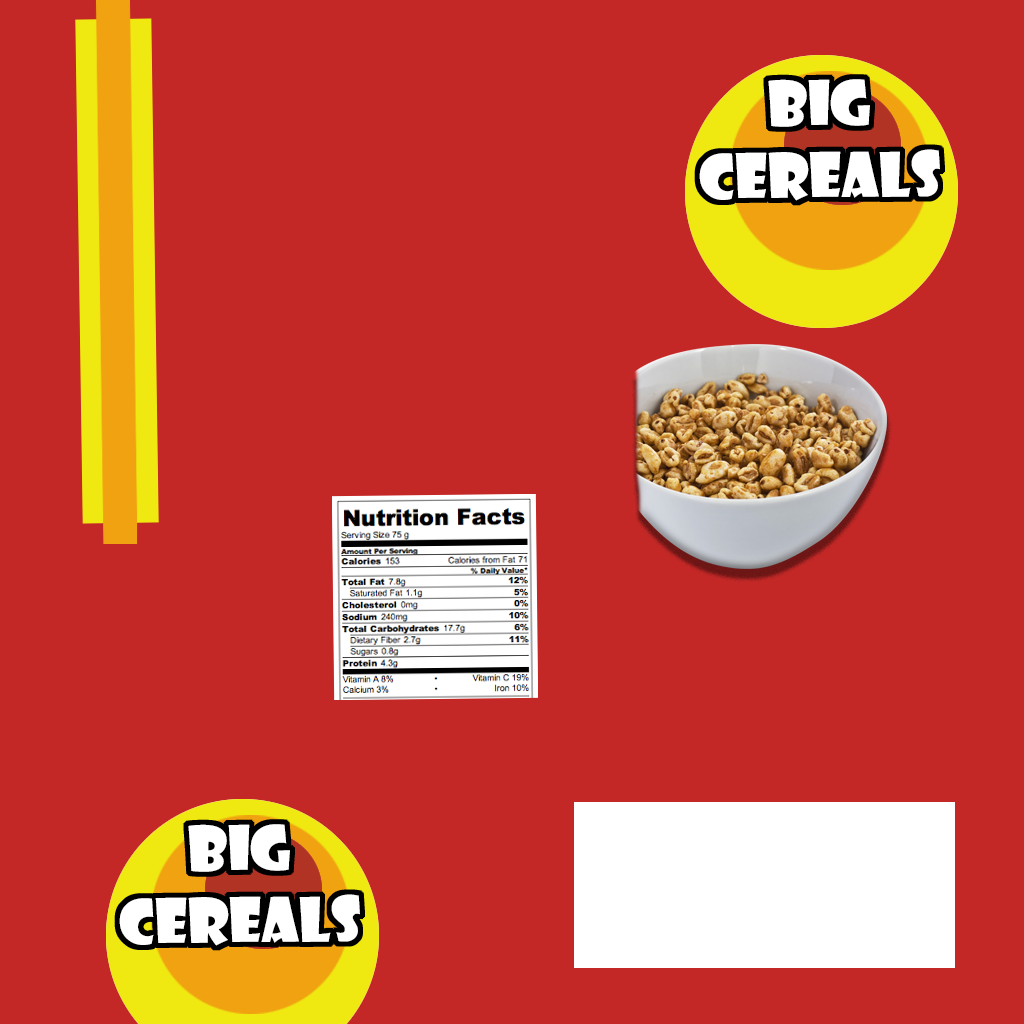 BIG
CEREALS
Nutrition Facts
Serving Size 75 g
Amount Per Serving
Calories 153 Calories from Fat 71
% Daily Value*
Total Fat 7.8g 12%
Saturated Fat 1.1g 5%
Cholesterol 0mg 0%
Sodium 240mg 10%
Total Carbohydrates 17.7g 6%
Dietary Fiber 2.7g 11%
Sugars 0.8g
Protein 4.3g
Vitamin A 8% • Vitamin C 19%
Calcium 3% • Iron 10%
BIG
CEREALS